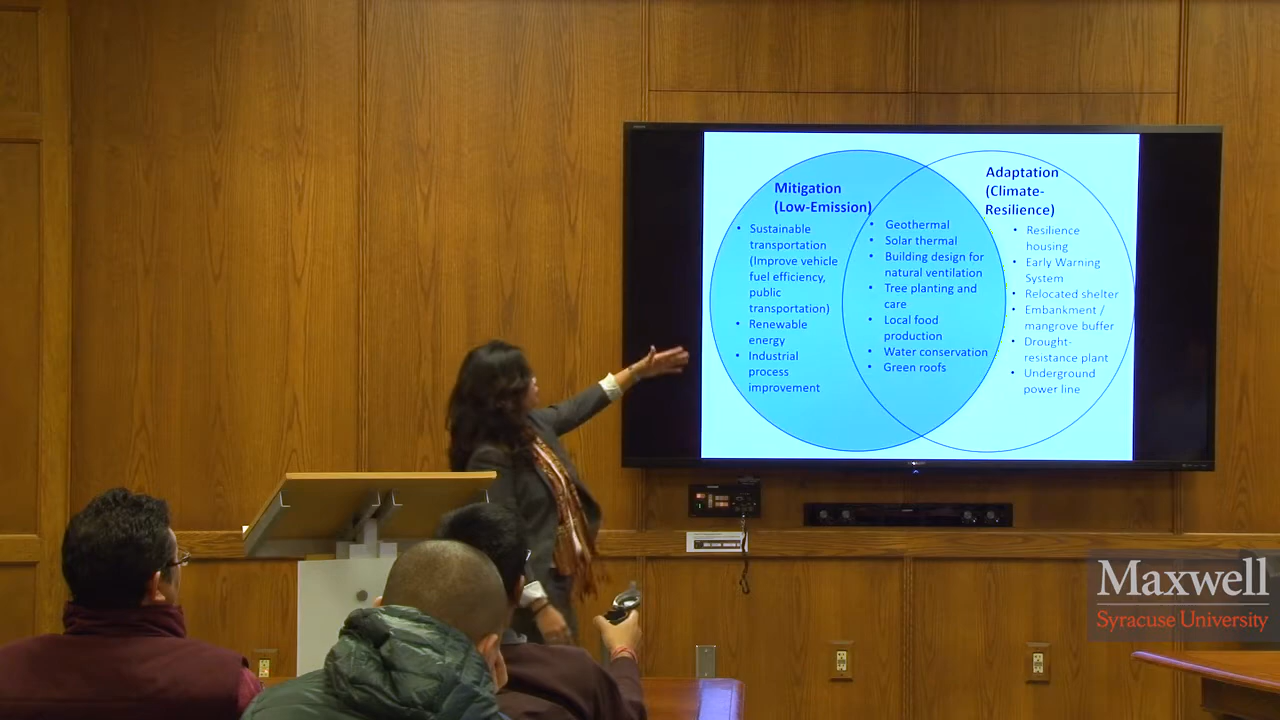 Mitigation
(Low-Emission)
• Sustainable
transportation
(Improve vehicle
fuel efficiency,
public
transportation)
• Renewable
energy
• Industrial
process
improvement
• Geothermal
• Solar thermal
• Building design for
natural ventilation
• Tree planting and
care
• Local food
production
• Water conservation
• Green roofs
Adaptation
(Climate-
Resilience)
• Resilience
housing
• Early Warning
System
• Relocated shelter
• Embankment /
mangrove buffer
• Drought-
resistance plant
• Underground
power line
Maxwell
Syracuse University